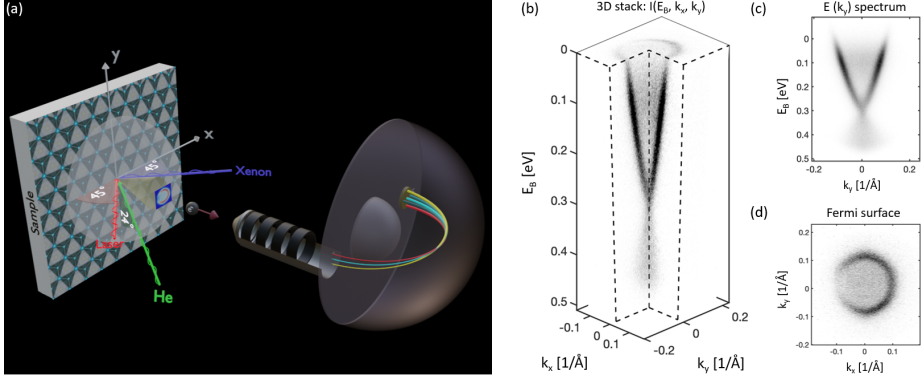 (a)
y
x
45°
45°
24°
Xenon
Laser
He
Sample
e
(b)
3D stack: I(E_B, k_x, k_y)
0
0.1
0.2
0.3
0.4
0.5
E_B [eV]
-0.1
0
0.1
k_x [1/Å]
-0.2
0
0.2
k_y [1/Å]
(c)
E (k_y) spectrum
0
0.1
0.2
0.3
0.4
0.5
E_B [eV]
-0.2
0
0.2
k_y [1/Å]
(d)
Fermi surface
0.2
0.1
0
-0.1
-0.2
k_y [1/Å]
-0.1
0
0.1
k_x [1/Å]